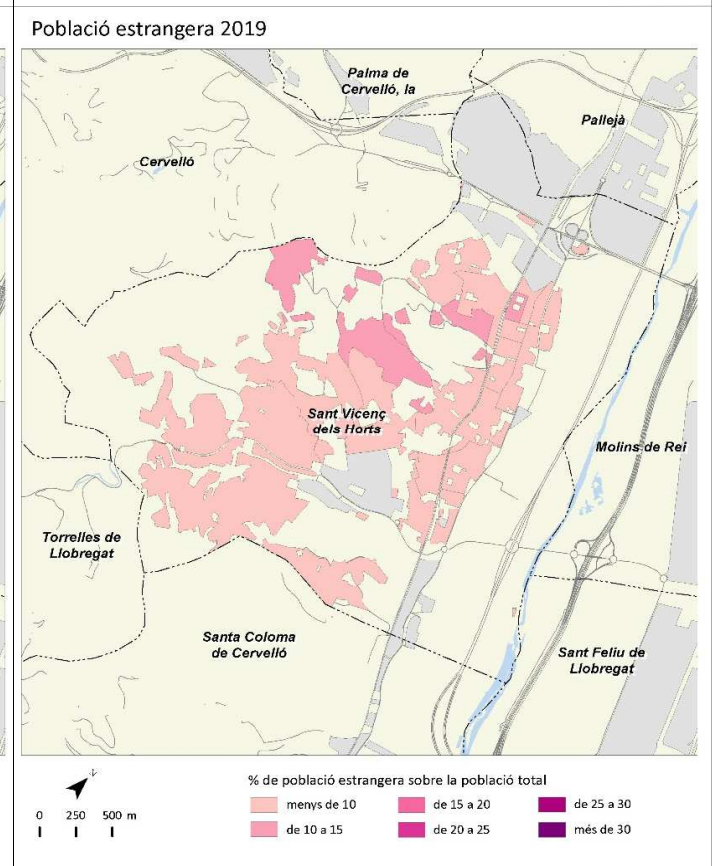 Població estrangera 2019
Palma de
Cervelló, la
Pallejà
Cervelló
Sant Vicenç
dels Horts
Molins de Rei
Torrelles de
Llobregat
Santa Coloma
de Cervelló
Sant Feliu de
Llobregat
% de població estrangera sobre la població total
0 250 500 m
menys de 10
de 15 a 20
de 25 a 30
de 10 a 15
de 20 a 25
més de 30